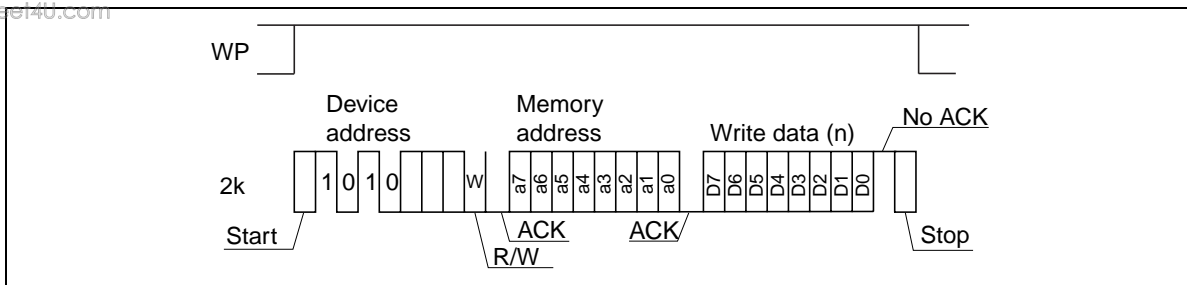 eet4U.com
WP
Device
address
Memory
address
Write data (n)
No ACK
2k
1 0 1 0 W a7 a6 a5 a4 a3 a2 a1 a0 D7 D6 D5 D4 D3 D2 D1 D0
Start
ACK
R/W
ACK
Stop